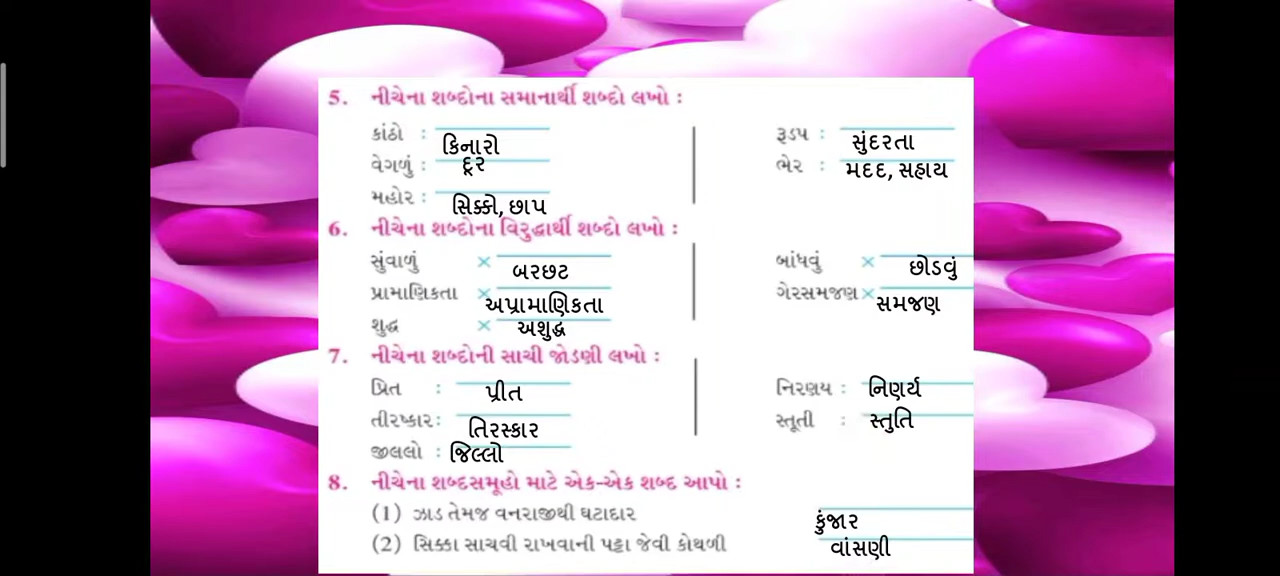 5. નીચેના શબ્દોના સમાનાર્થી શબ્દો લખો :
કાંઠો : કિનારો રૂડપ : સુંદરતા
વેગળું : દૂર ભેર : મદદ, સહાય
મહોર : સિક્કો, છાપ
6. નીચેના શબ્દોના વિરુદ્ધાર્થી શબ્દો લખો :
સુંવાળું × બરછટ બાંધવું × છોડવું
પ્રામાણિકતા × અપ્રામાણિકતા ગેરસમજણ × સમજણ
શુદ્ધ × અશુદ્ધ
7. નીચેના શબ્દોની સાચી જોડણી લખો :
પ્રિત : પ્રીત નિરણય : નિણર્ય
તીરષ્કાર : તિરસ્કાર સ્તૂતી : સ્તુતિ
જીલલો : જિલ્લો
8. નીચેના શબ્દસમૂહો માટે એક-એક શબ્દ આપો :
(1) ઝાડ તેમજ વનરાજીથી ઘટાદાર કુંજાર
(2) સિક્કા સાચવી રાખવાની પટ્ટા જેવી કોથળી વાંસણી